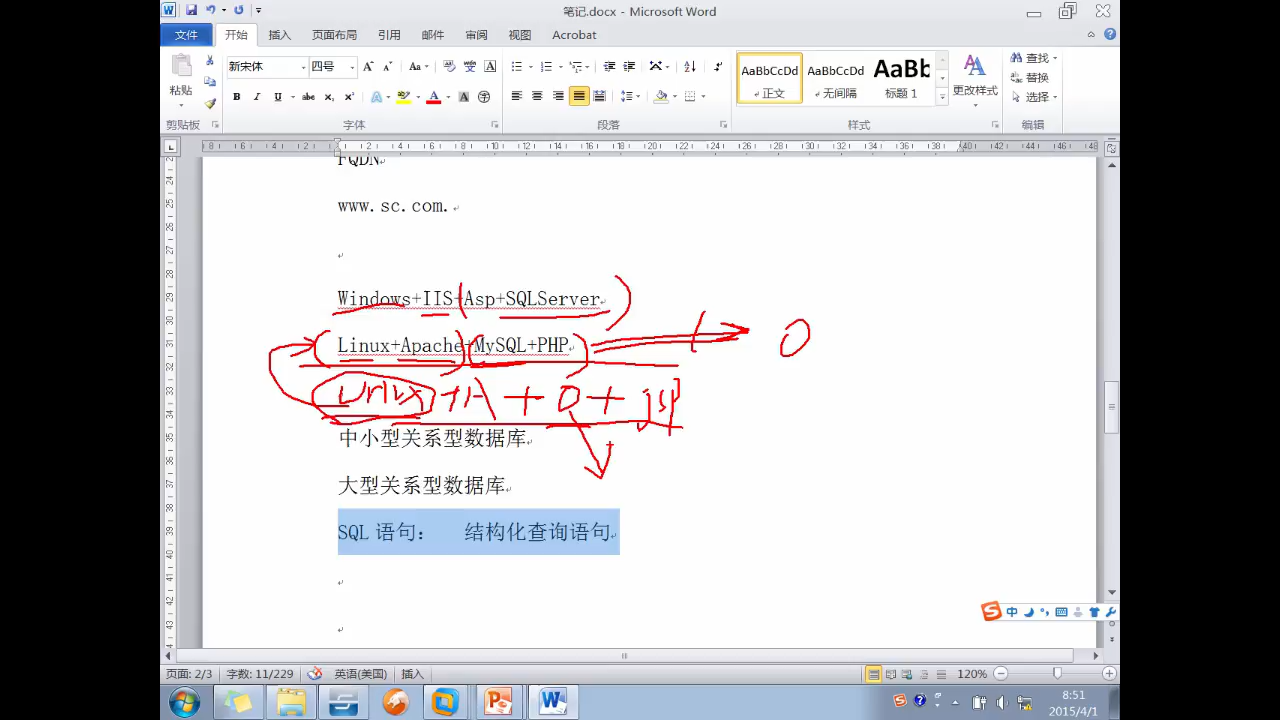 笔记.docx - Microsoft Word
文件 开始 插入 页面布局 引用 邮件 审阅 视图 Acrobat
新宋体 四号
粘贴
AaBbCcDd AaBbCcDd AaBb
正文 无间隔 标题 1
更改样式
查找
替换
选择
剪贴板 字体 段落 样式 编辑
FQDN
www.sc.com.
Windows+IIS+Asp+SQLServer
Linux+Apache+MySQL+PHP
O
Unix + A + O + jsp
中小型关系型数据库
大型关系型数据库
SQL 语句: 结构化查询语句
中
页面: 2/3 字数: 11/229 英语(美国) 插入 120%
8:51
2015/4/1